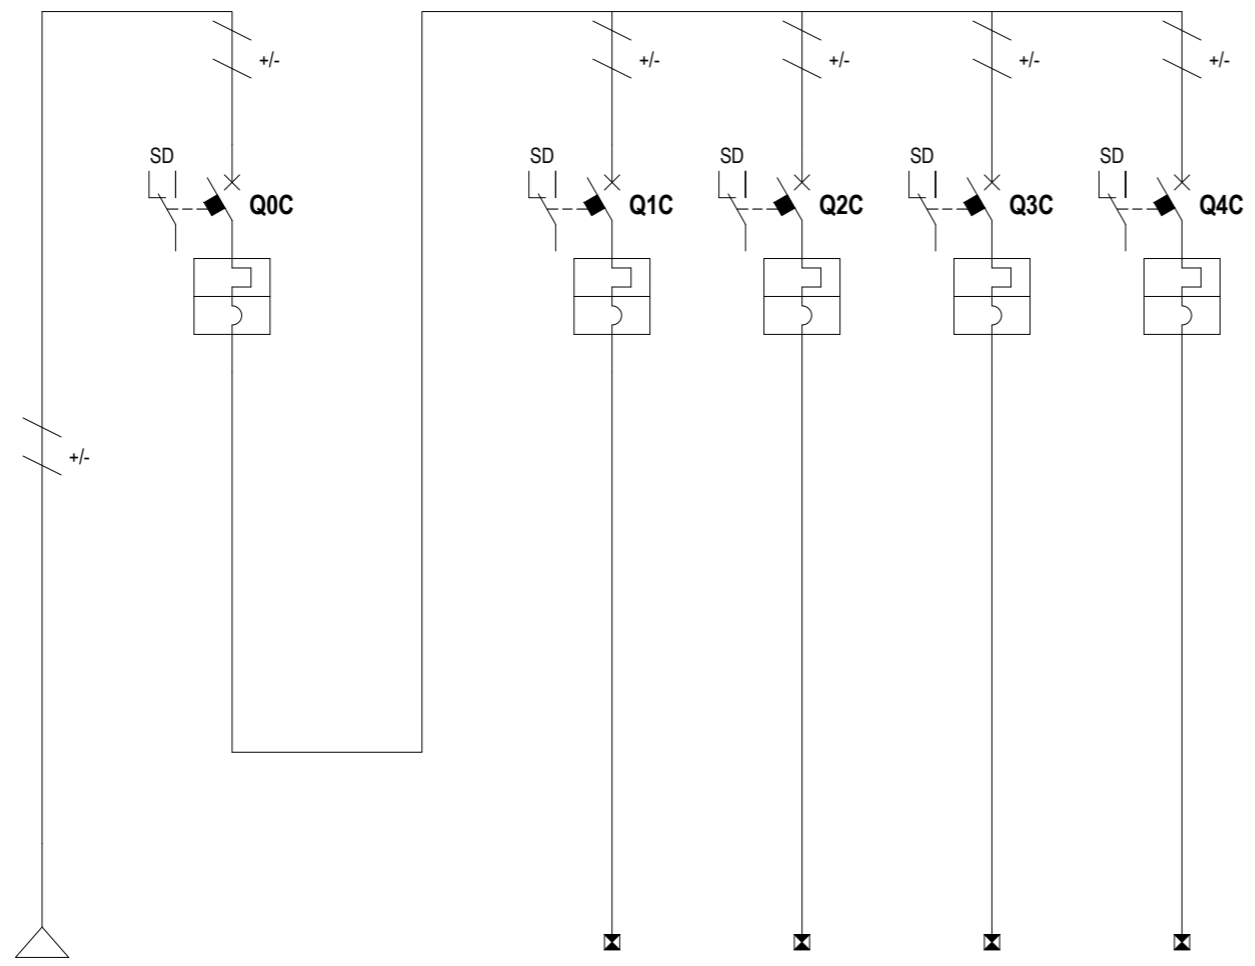 +/- +/- +/- +/- +/-
SD SD SD SD SD
Q0C Q1C Q2C Q3C Q4C
+/-